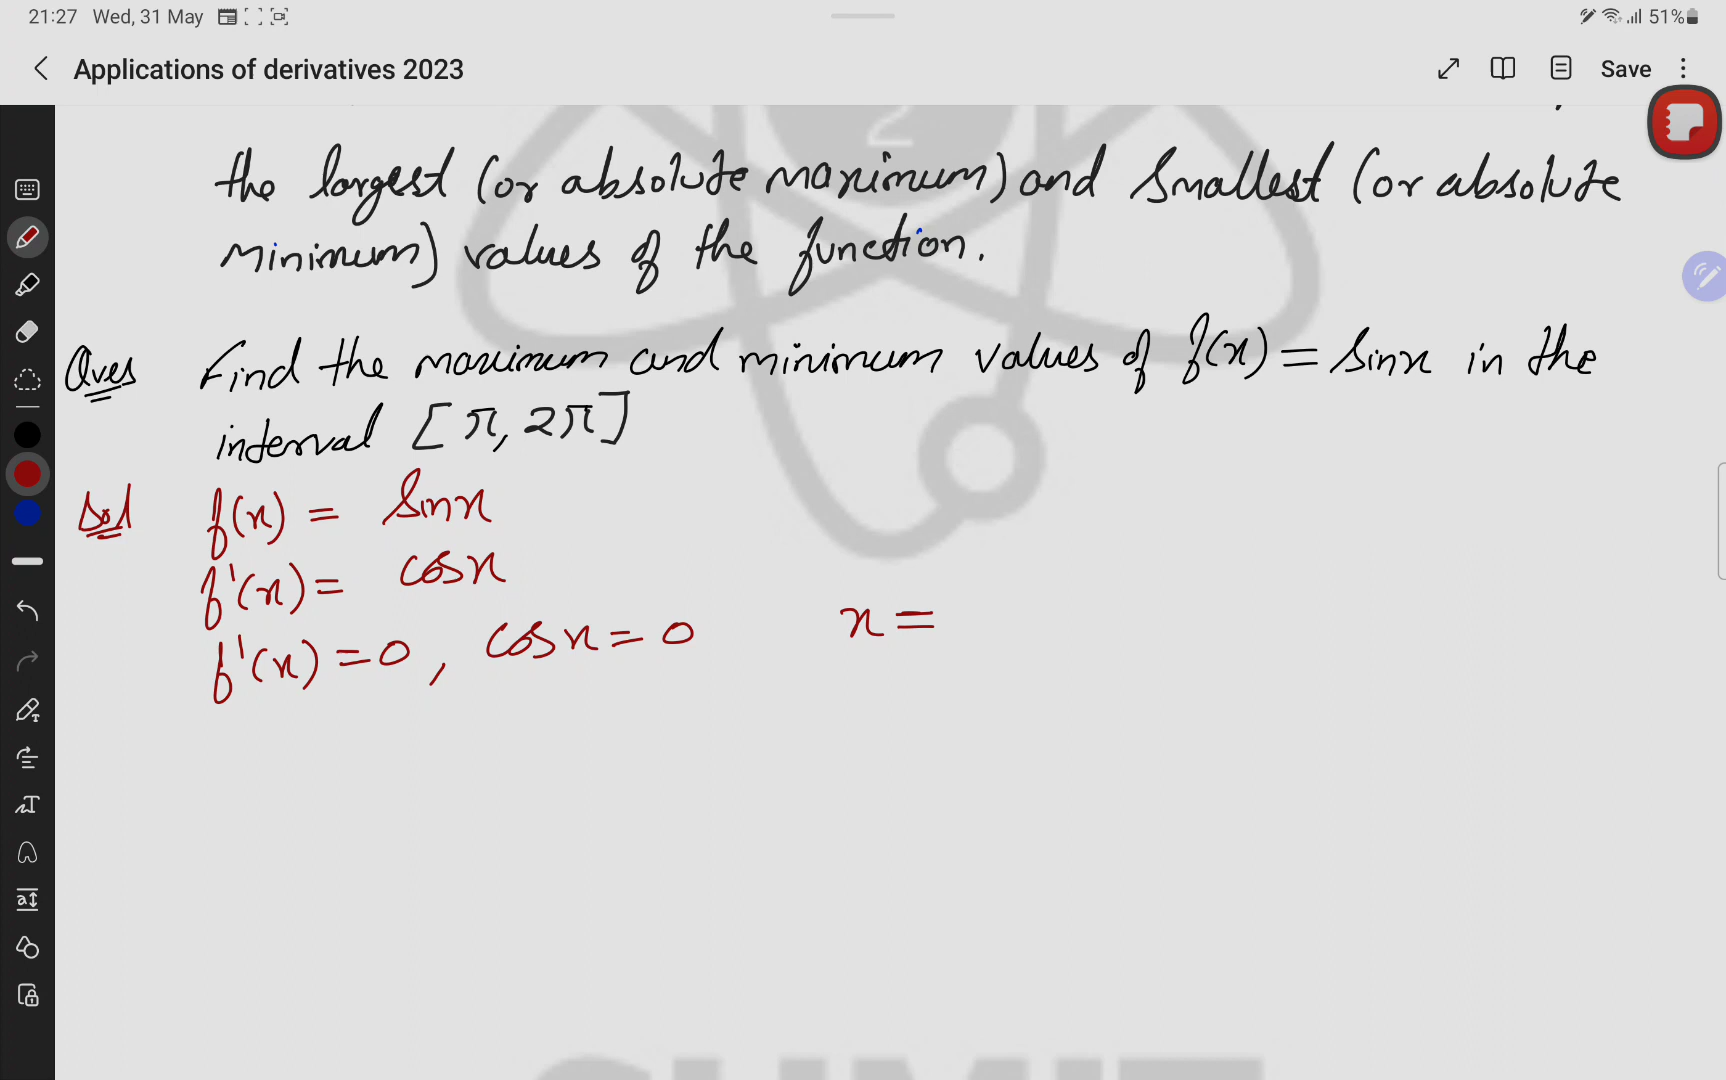 21:27 Wed, 31 May 51%
Applications of derivatives 2023 Save
2
the largest (or absolute maximum) and smallest (or absolute
minimum) values of the function.
Ques Find the maximum and minimum values of f(x) = sinx in the
interval [π, 2π]
Sol f(x) = sinx
f'(x) = cosx
f'(x) = 0, cosx = 0 x =